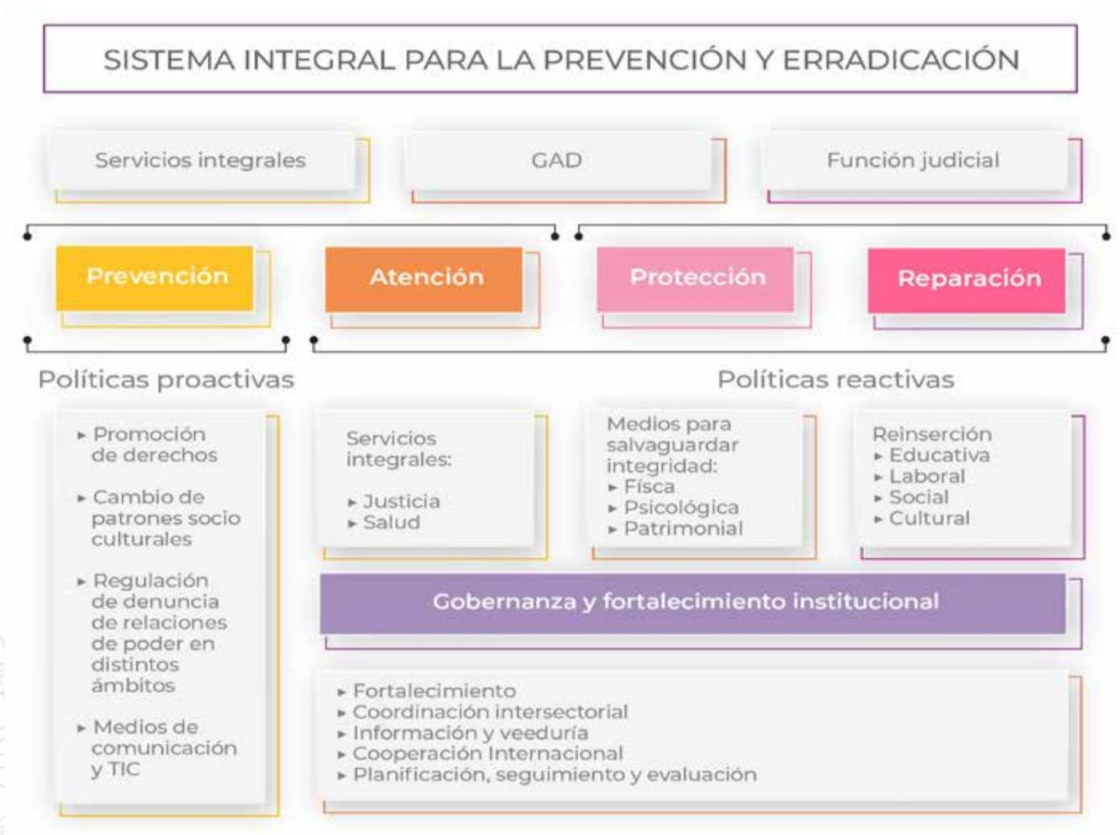 SISTEMA INTEGRAL PARA LA PREVENCIÓN Y ERRADICACIÓN
Servicios integrales
GAD
Función judicial
Prevención
Atención
Protección
Reparación
Políticas proactivas
Políticas reactivas
▸ Promoción
de derechos
▸ Cambio de
patrones socio
culturales
▸ Regulación
de denuncia
de relaciones
de poder en
distintos
ámbitos
▸ Medios de
comunicación
y TIC
Servicios
integrales:
▸ Justicia
▸ Salud
Medios para
salvaguardar
integridad:
▸ Físca
▸ Psicológica
▸ Patrimonial
Reinserción
▸ Educativa
▸ Laboral
▸ Social
▸ Cultural
Gobernanza y fortalecimiento institucional
▸ Fortalecimiento
▸ Coordinación intersectorial
▸ Información y veeduría
▸ Cooperación Internacional
▸ Planificación, seguimiento y evaluación